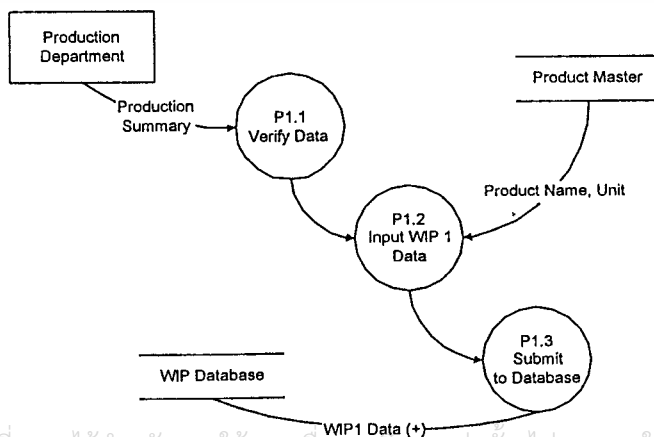 Production
Department
Production
Summary
P1.1
Verify Data
Product Master
Product Name, Unit
P1.2
Input WIP 1
Data
P1.3
Submit
to Database
WIP Database
WIP1 Data (+)